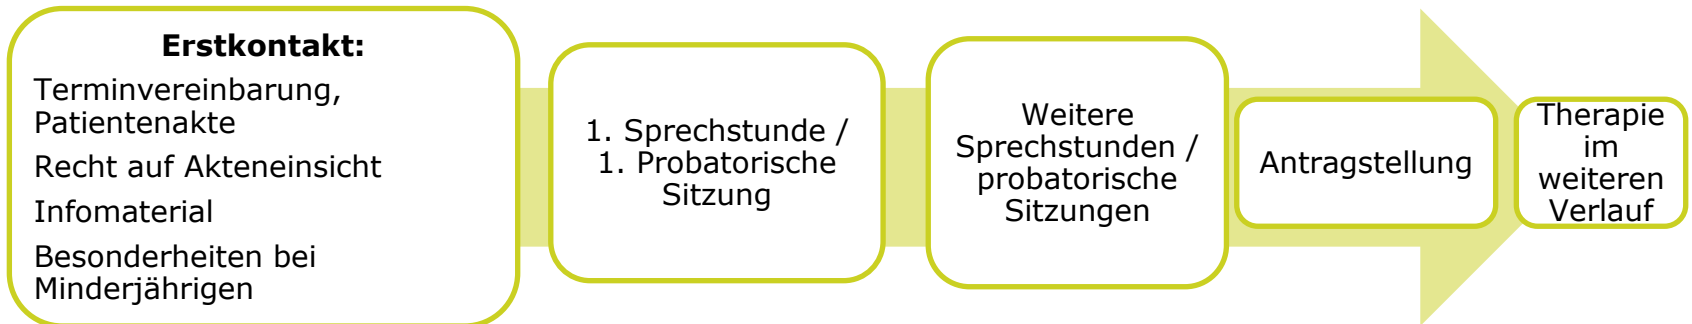 Erstkontakt:
Terminvereinbarung,
Patientenakte
Recht auf Akteneinsicht
Infomaterial
Besonderheiten bei
Minderjährigen
1. Sprechstunde /
1. Probatorische
Sitzung
Weitere
Sprechstunden /
probatorische
Sitzungen
Antragstellung
Therapie
im
weiteren
Verlauf